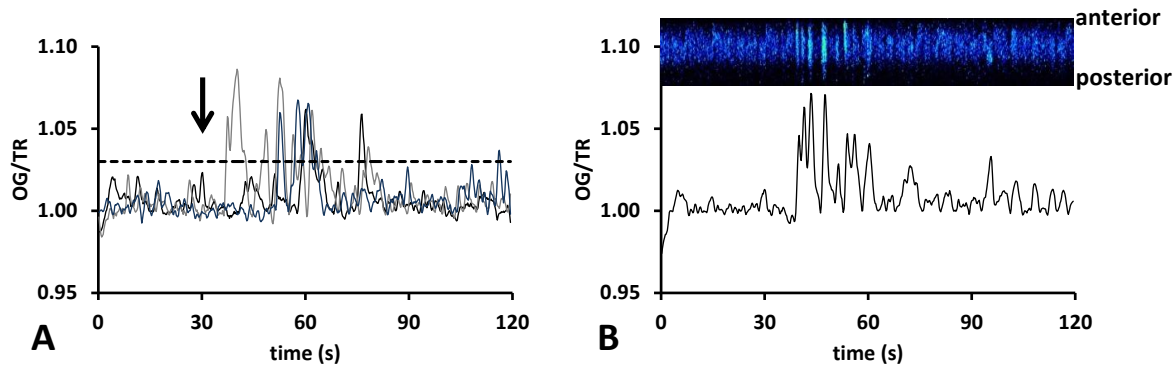 1.10
1.05
1.00
0.95
OG/TR
0 30 60 90 120
time (s)
A
anterior
posterior
1.10
1.05
1.00
0.95
OG/TR
0 30 60 90 120
time (s)
B